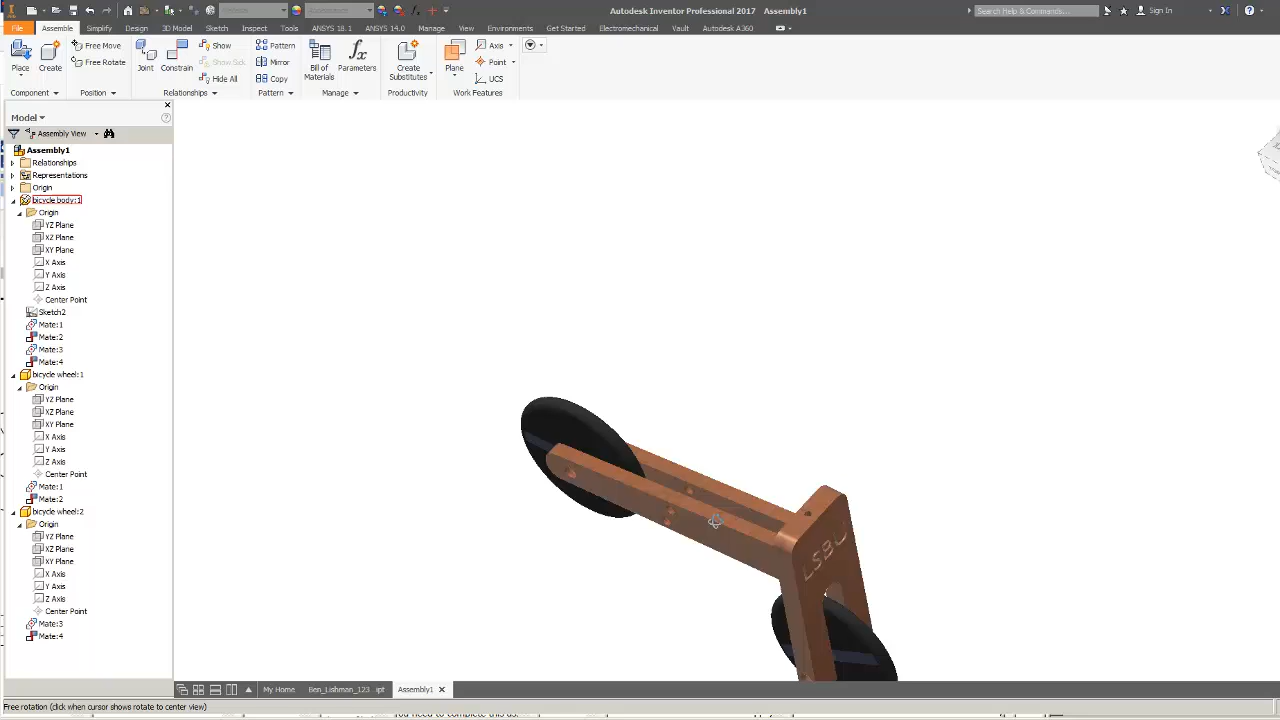 Autodesk Inventor Professional 2017 Assembly1
Search Help & Commands...
Sign In
File
Assemble
Simplify
Design
3D Model
Sketch
Inspect
Tools
ANSYS 18.1
ANSYS 14.0
Manage
View
Environments
Get Started
Electromechanical
Vault
Autodesk A360
Place
Create
Free Move
Free Rotate
Joint
Constrain
Show
Show Sick
Hide All
Pattern
Mirror
Copy
Bill of
Materials
Parameters
Create
Substitutes
Plane
Axis
Point
UCS
Component
Position
Relationships
Pattern
Manage
Productivity
Work Features
Model
Assembly View
Assembly1
Relationships
Representations
Origin
bicycle body:1
Origin
YZ Plane
XZ Plane
XY Plane
X Axis
Y Axis
Z Axis
Center Point
Sketch2
Mate:1
Mate:2
Mate:3
Mate:4
bicycle wheel:1
Origin
YZ Plane
XZ Plane
XY Plane
X Axis
Y Axis
Z Axis
Center Point
Mate:1
Mate:2
bicycle wheel:2
Origin
YZ Plane
XZ Plane
XY Plane
X Axis
Y Axis
Z Axis
Center Point
Mate:3
Mate:4
LSBU
My Home
Ben_Lishman_123 ipt
Assembly1
Free rotation (click when cursor shows rotate to center view)